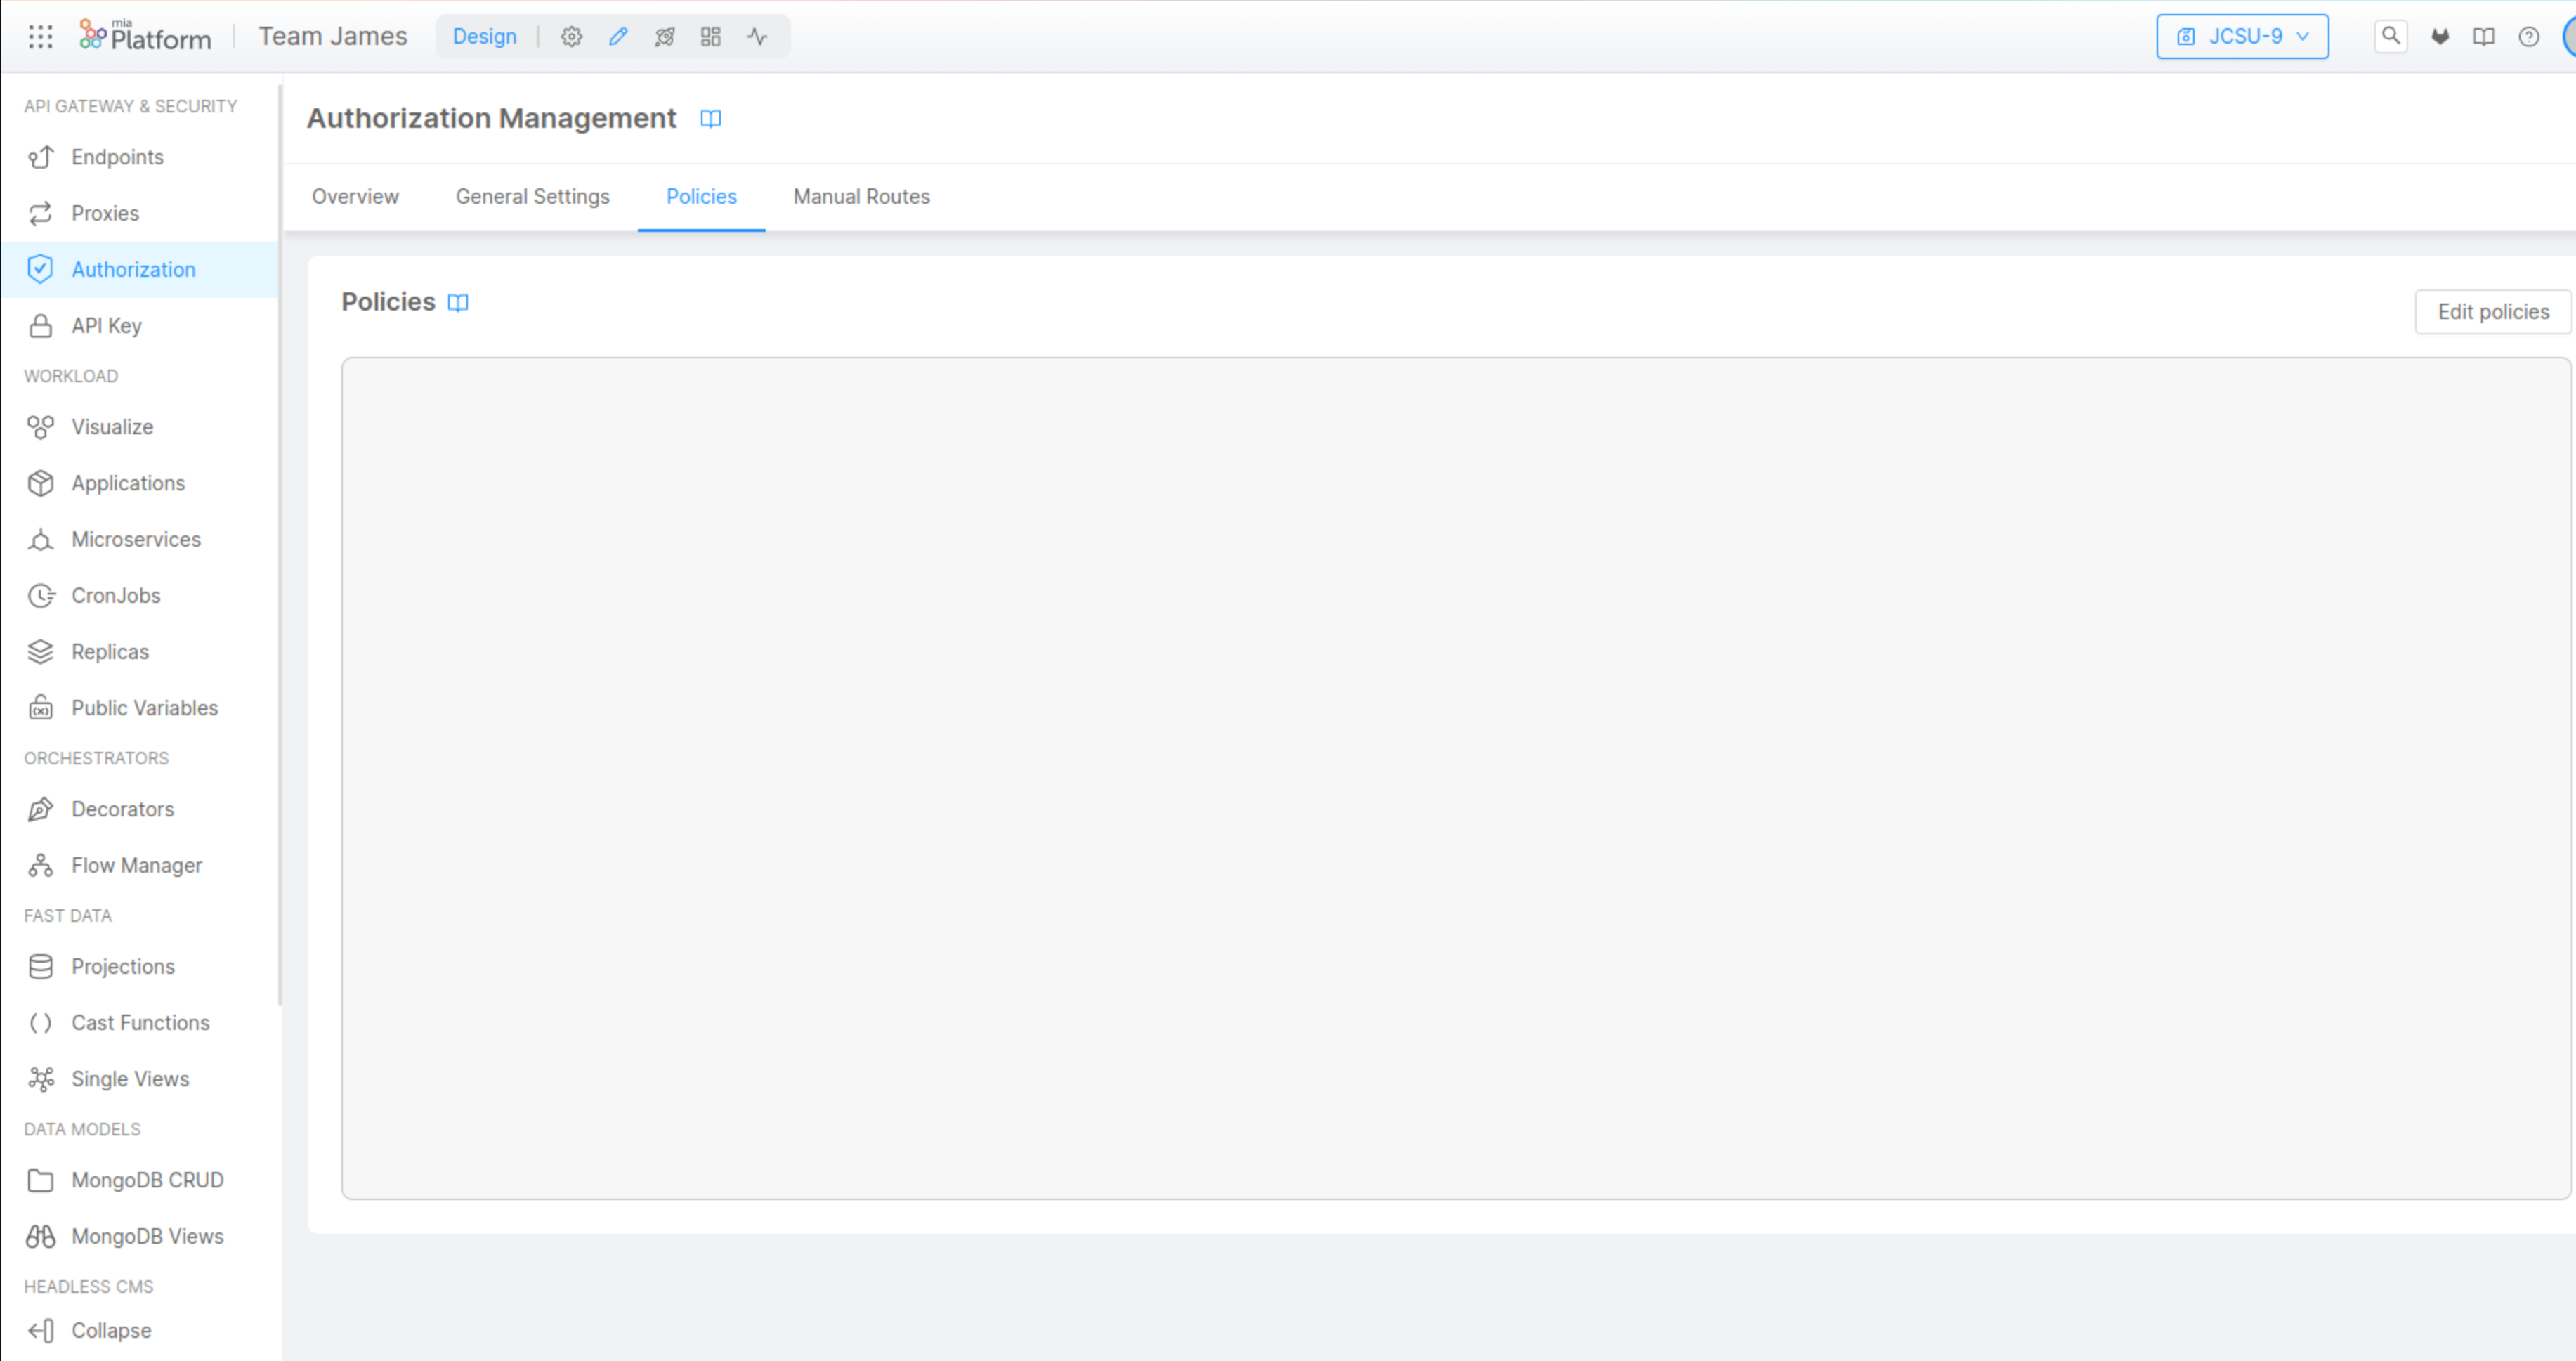 mia
Platform
Team James
Design
JCSU-9
API GATEWAY & SECURITY
Endpoints
Proxies
Authorization
API Key
WORKLOAD
Visualize
Applications
Microservices
CronJobs
Replicas
Public Variables
ORCHESTRATORS
Decorators
Flow Manager
FAST DATA
Projections
Cast Functions
Single Views
DATA MODELS
MongoDB CRUD
MongoDB Views
HEADLESS CMS
Collapse
Authorization Management
Overview
General Settings
Policies
Manual Routes
Policies
Edit policies